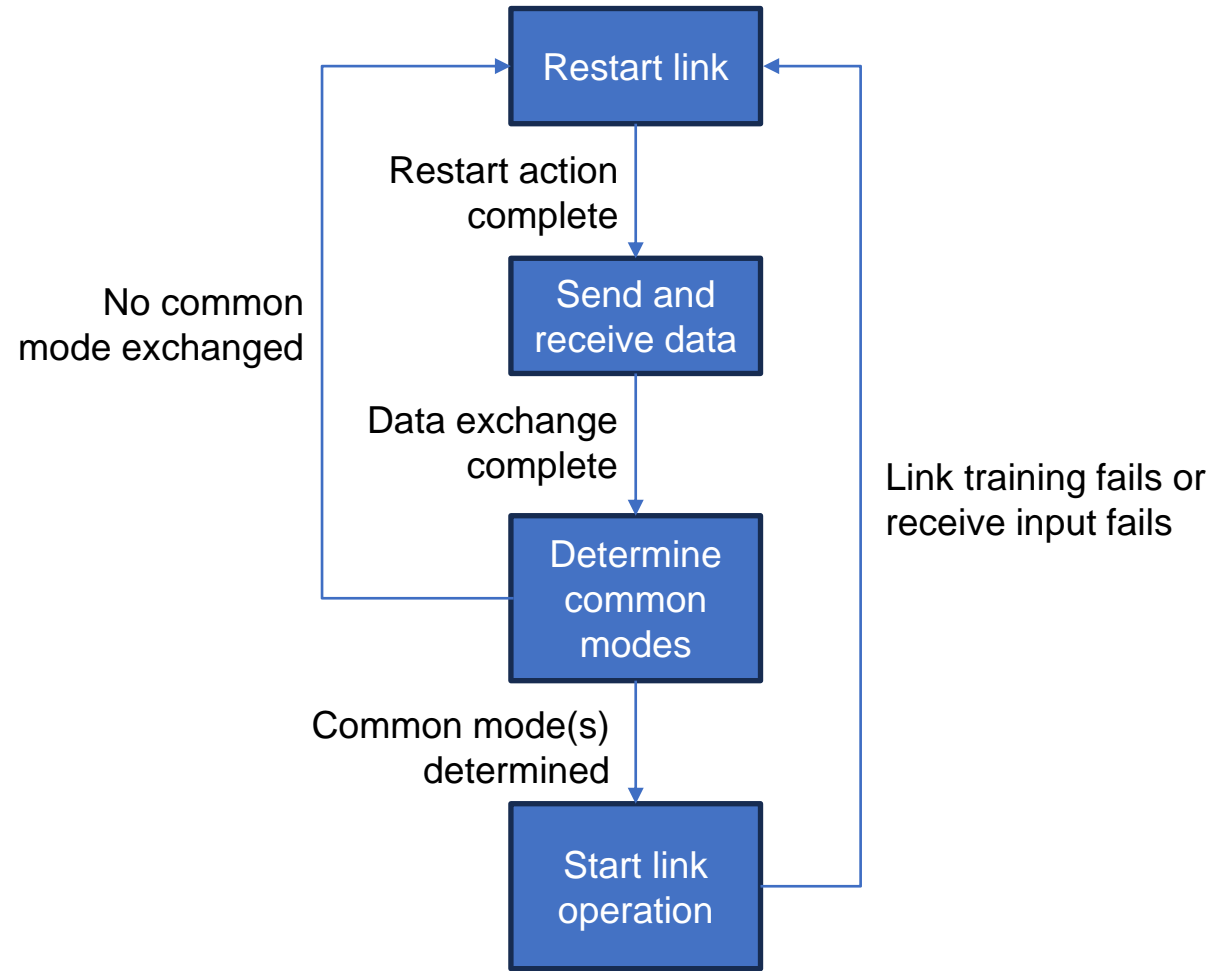 Restart link
Restart action
complete
Send and
receive data
No common
mode exchanged
Data exchange
complete
Link training fails or
receive input fails
Determine
common
modes
Common mode(s)
determined
Start link
operation